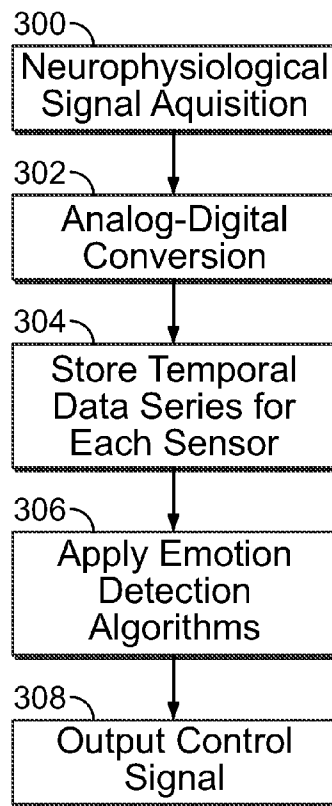 300
Neurophysiological
Signal Aquisition
302
Analog-Digital
Conversion
304
Store Temporal
Data Series for
Each Sensor
306
Apply Emotion
Detection
Algorithms
308
Output Control
Signal